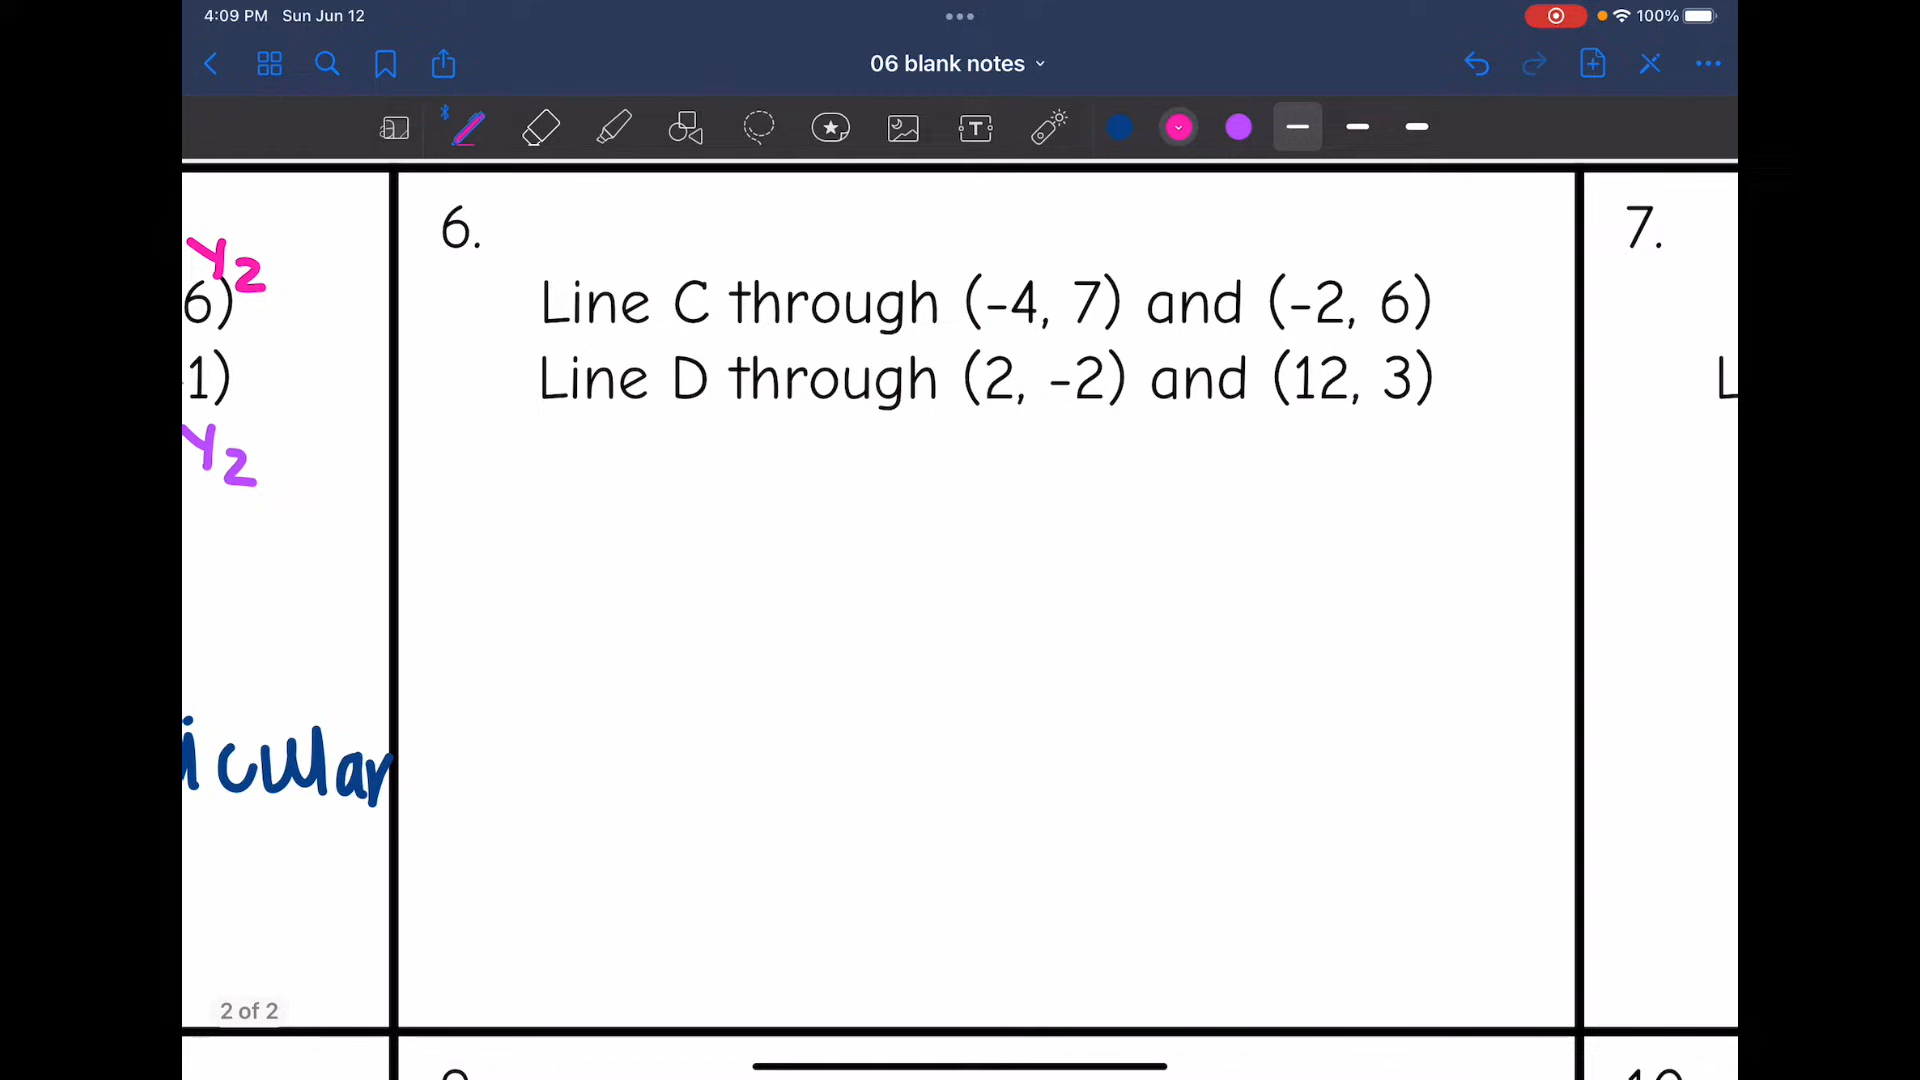 4:09 PM Sun Jun 12
100%
06 blank notes
T
6.
7.
Y2
6)
Line C through (-4, 7) and (-2, 6)
1)
Line D through (2, -2) and (12, 3)
L
Y2
icular
2 of 2